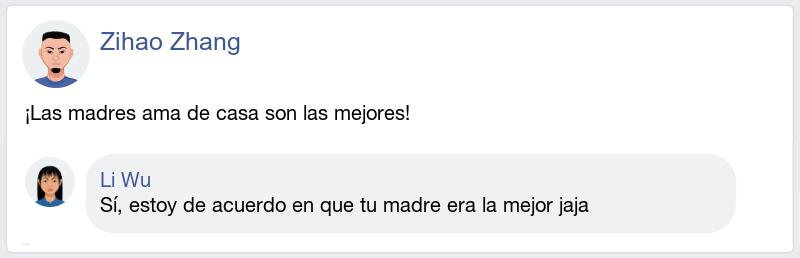 Zihao Zhang
¡Las madres ama de casa son las mejores!
Li Wu
Sí, estoy de acuerdo en que tu madre era la mejor jaja